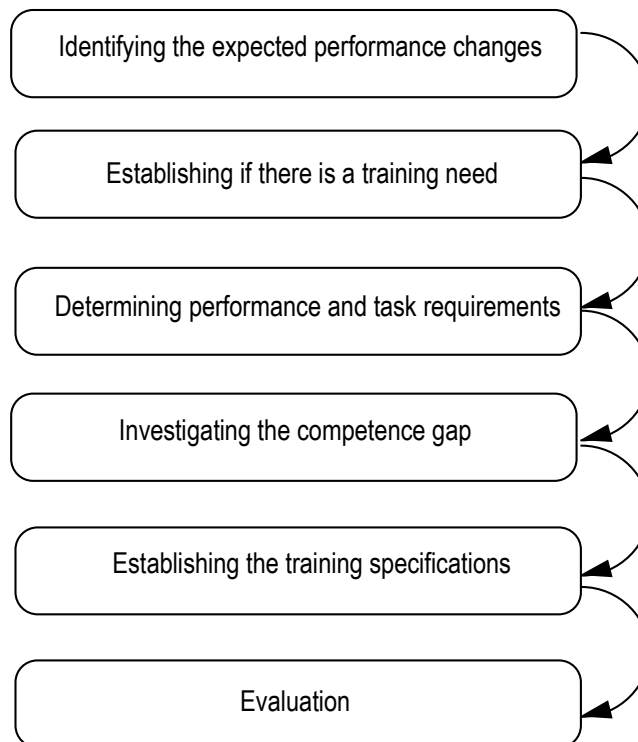 Identifying the expected performance changes
Establishing if there is a training need
Determining performance and task requirements
Investigating the competence gap
Establishing the training specifications
Evaluation